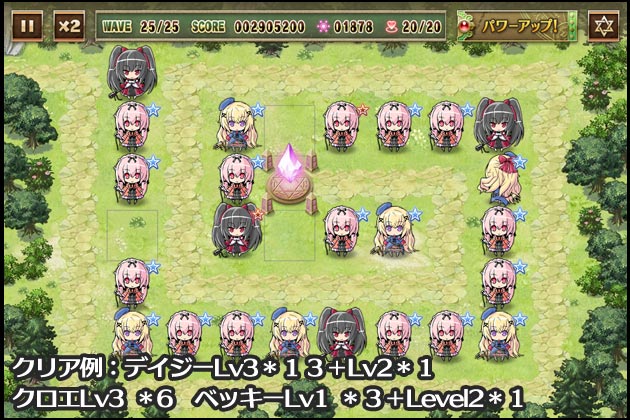 ×2 WAVE 25/25 SCORE 002905200 01878 20/20 パワーアップ!
クリア例：デイジーLv3＊１３＋Lv2＊１
クロエLv3 ＊６ ベッキーLv1 ＊３＋Level2＊１